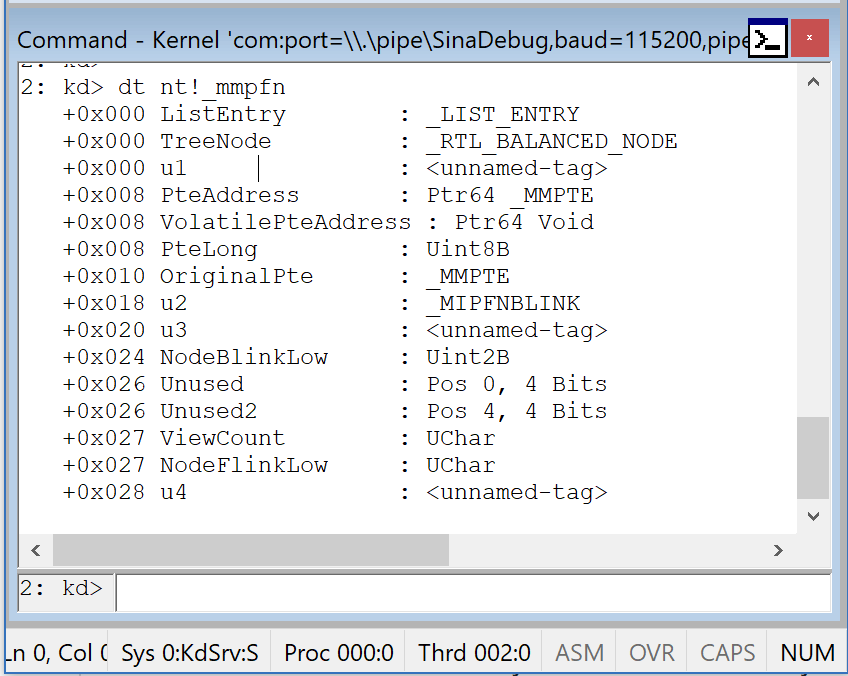 Command - Kernel 'com:port=\\.\pipe\SinaDebug,baud=115200,pipe
2: kd>
2: kd> dt nt!_mmpfn
+0x000 ListEntry : _LIST_ENTRY
+0x000 TreeNode : _RTL_BALANCED_NODE
+0x000 u1 : <unnamed-tag>
+0x008 PteAddress : Ptr64 _MMPTE
+0x008 VolatilePteAddress : Ptr64 Void
+0x008 PteLong : Uint8B
+0x010 OriginalPte : _MMPTE
+0x018 u2 : _MIPFNBLINK
+0x020 u3 : <unnamed-tag>
+0x024 NodeBlinkLow : Uint2B
+0x026 Unused : Pos 0, 4 Bits
+0x026 Unused2 : Pos 4, 4 Bits
+0x027 ViewCount : UChar
+0x027 NodeFlinkLow : UChar
+0x028 u4 : <unnamed-tag>
2: kd>
Ln 0, Col 0 Sys 0:KdSrv:S Proc 000:0 Thrd 002:0 ASM OVR CAPS NUM